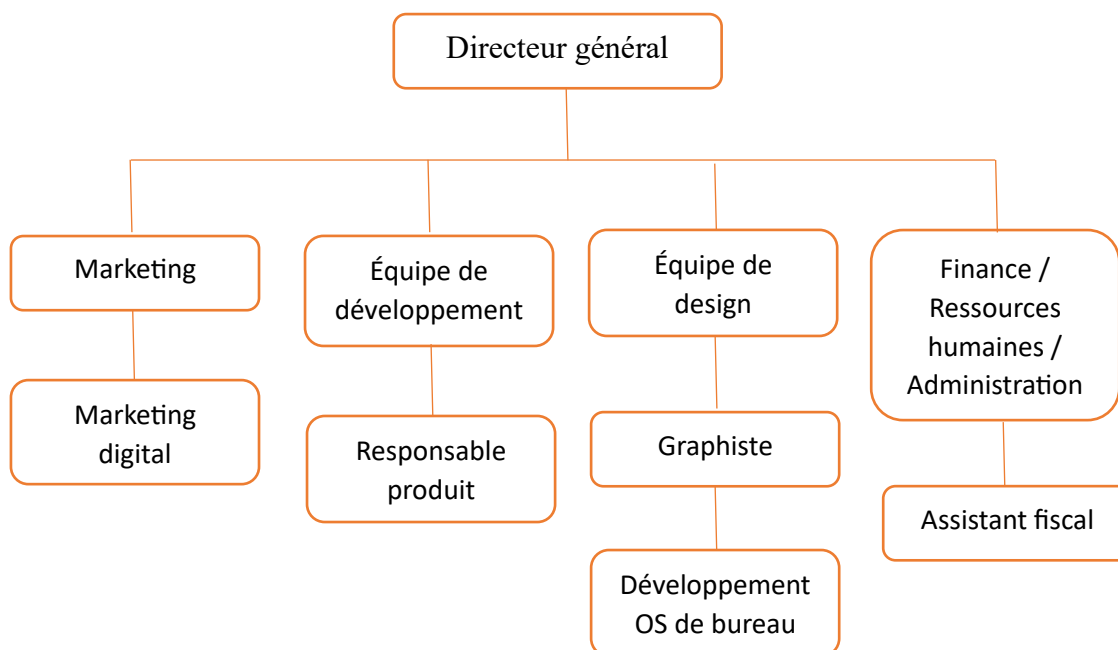 Directeur général
Marketing
Équipe de
développement
Équipe de
design
Finance /
Ressources
humaines /
Administration
Marketing
digital
Responsable
produit
Graphiste
Assistant fiscal
Développement
OS de bureau